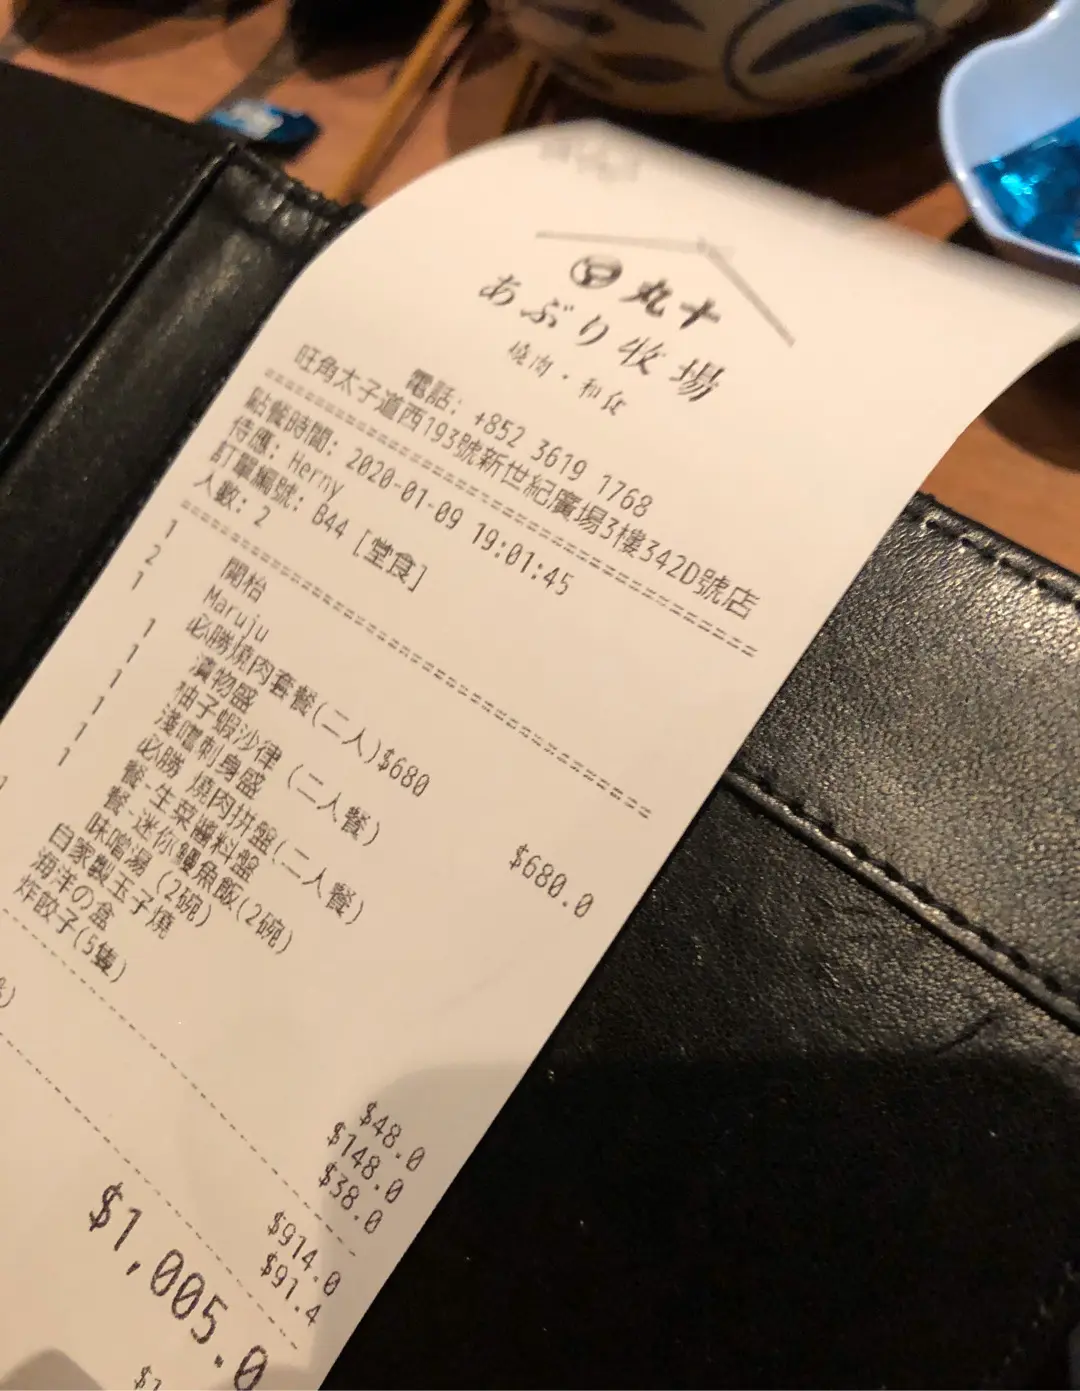 丸十
あぶり牧場
燒肉・和食
電話: +852 3619 1768
旺角太子道西193號新世紀廣場3樓342D號店
==============================
點餐時間: 2020-01-09 19:01:45
侍應: Herny
訂單編號: B44 [堂食]
人數: 2
==============================
1 開枱
2 Maruju
1 必勝燒肉套餐(二人)$680 $680.0
1 漬物盛
1 柚子蝦沙律 (二人餐)
1 淺嚐刺身盛
1 必勝 燒肉拼盤(二人餐)
1 餐-生菜醬料盤
1 餐-迷你鰻魚飯(2碗)
味噌湯 (2碗)
自家製玉子燒 $48.0
海洋の盒 $148.0
炸餃子(5隻) $38.0
$914.0
%) $91.4
$1,005.0